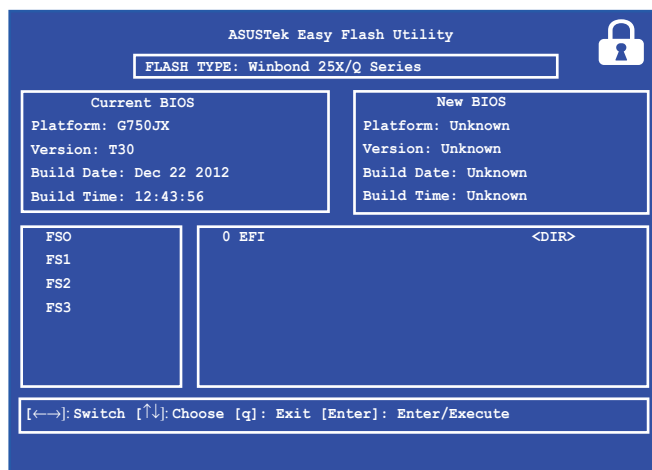 ASUSTek Easy Flash Utility
FLASH TYPE: Winbond 25X/Q Series
Current BIOS
Platform: G750JX
Version: T30
Build Date: Dec 22 2012
Build Time: 12:43:56
New BIOS
Platform: Unknown
Version: Unknown
Build Date: Unknown
Build Time: Unknown
FSO
FS1
FS2
FS3
0 EFI <DIR>
[←→]: Switch [↑↓]: Choose [q]: Exit [Enter]: Enter/Execute